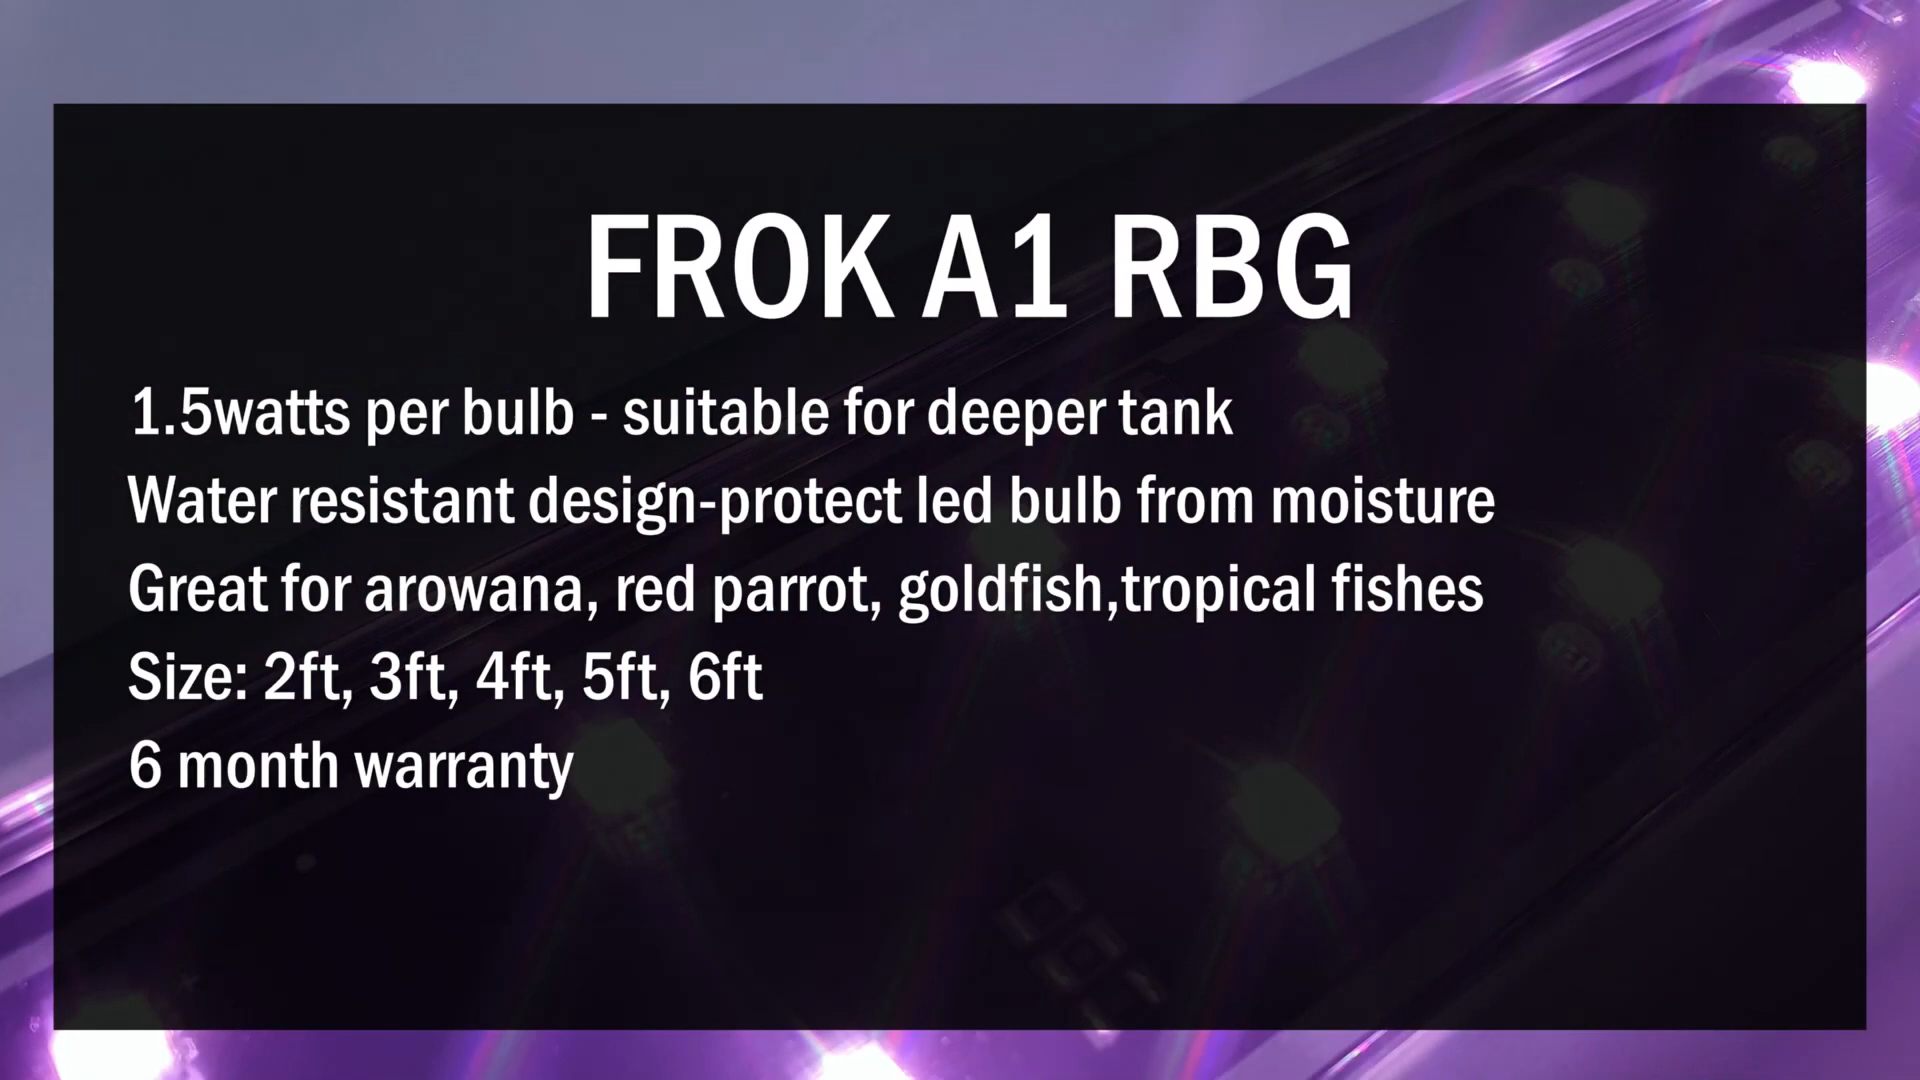 FROK A1 RBG
1.5watts per bulb - suitable for deeper tank
Water resistant design-protect led bulb from moisture
Great for arowana, red parrot, goldfish,tropical fishes
Size: 2ft, 3ft, 4ft, 5ft, 6ft
6 month warranty